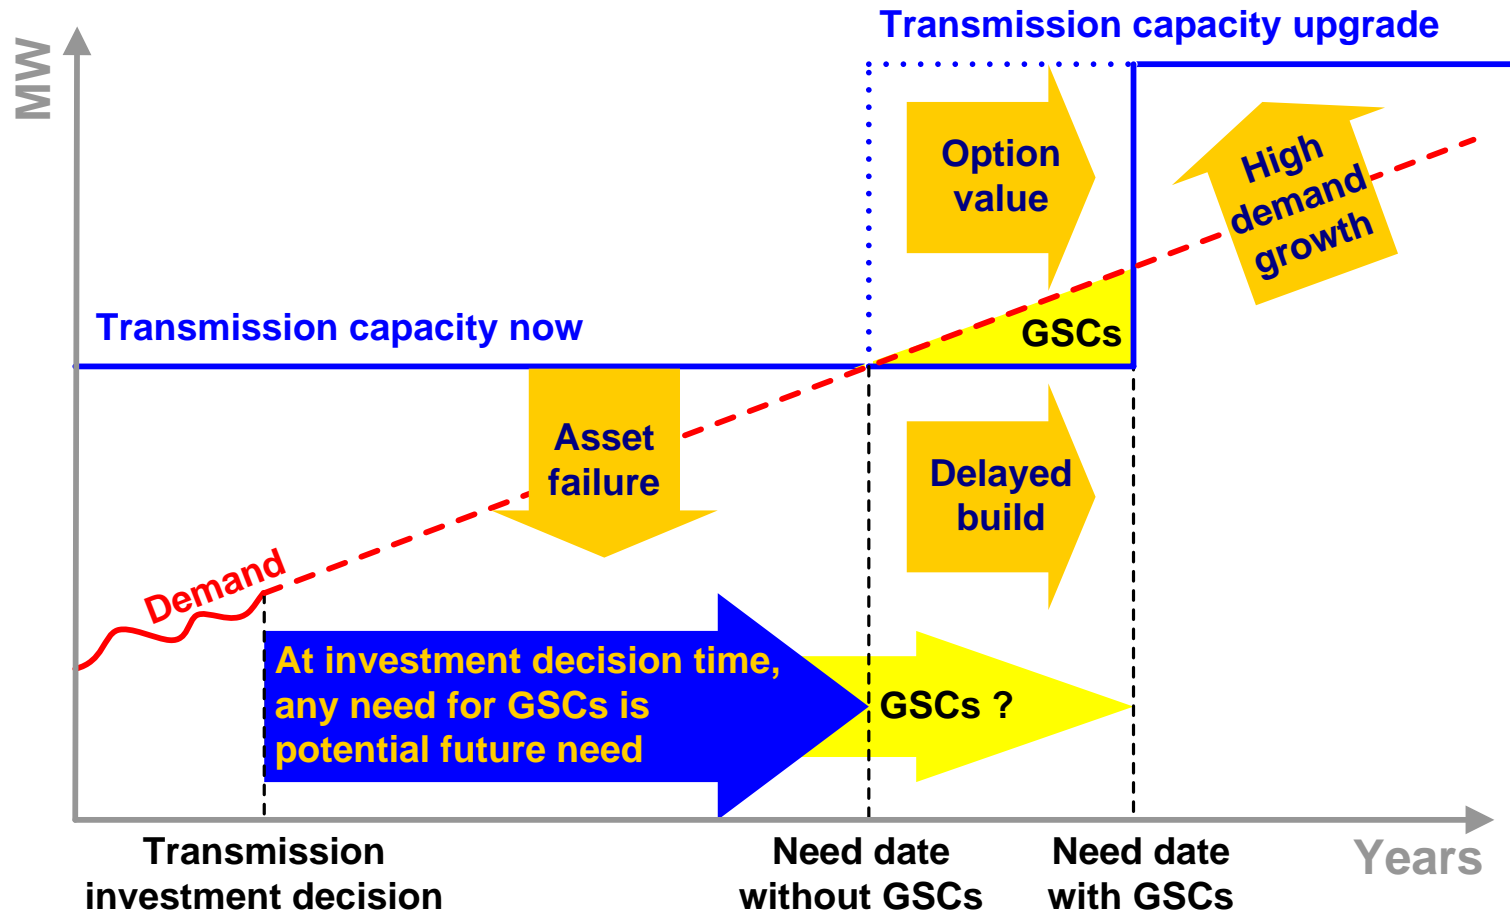 Transmission capacity upgrade
MW
Option
value
High
demand
growth
Transmission capacity now
GSCs
Asset
failure
Delayed
build
Demand
At investment decision time,
any need for GSCs is
potential future need
GSCs ?
Transmission
investment decision
Need date
without GSCs
Need date
with GSCs
Years